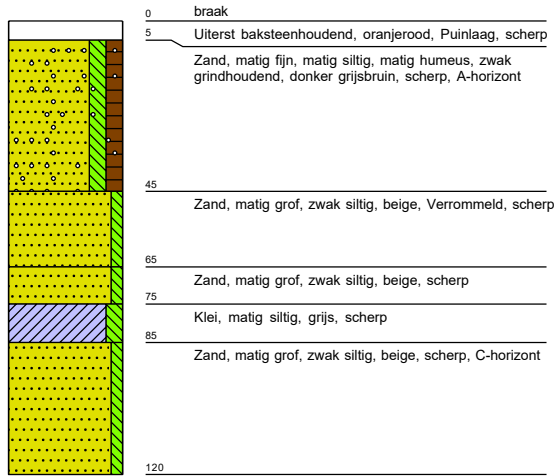 0 braak
5 Uiterst baksteenhoudend, oranjerood, Puinlaag, scherp
Zand, matig fijn, matig siltig, matig humeus, zwak
grindhoudend, donker grijsbruin, scherp, A-horizont
45
Zand, matig grof, zwak siltig, beige, Verrommeld, scherp
65
Zand, matig grof, zwak siltig, beige, scherp
75
Klei, matig siltig, grijs, scherp
85
Zand, matig grof, zwak siltig, beige, scherp, C-horizont
120